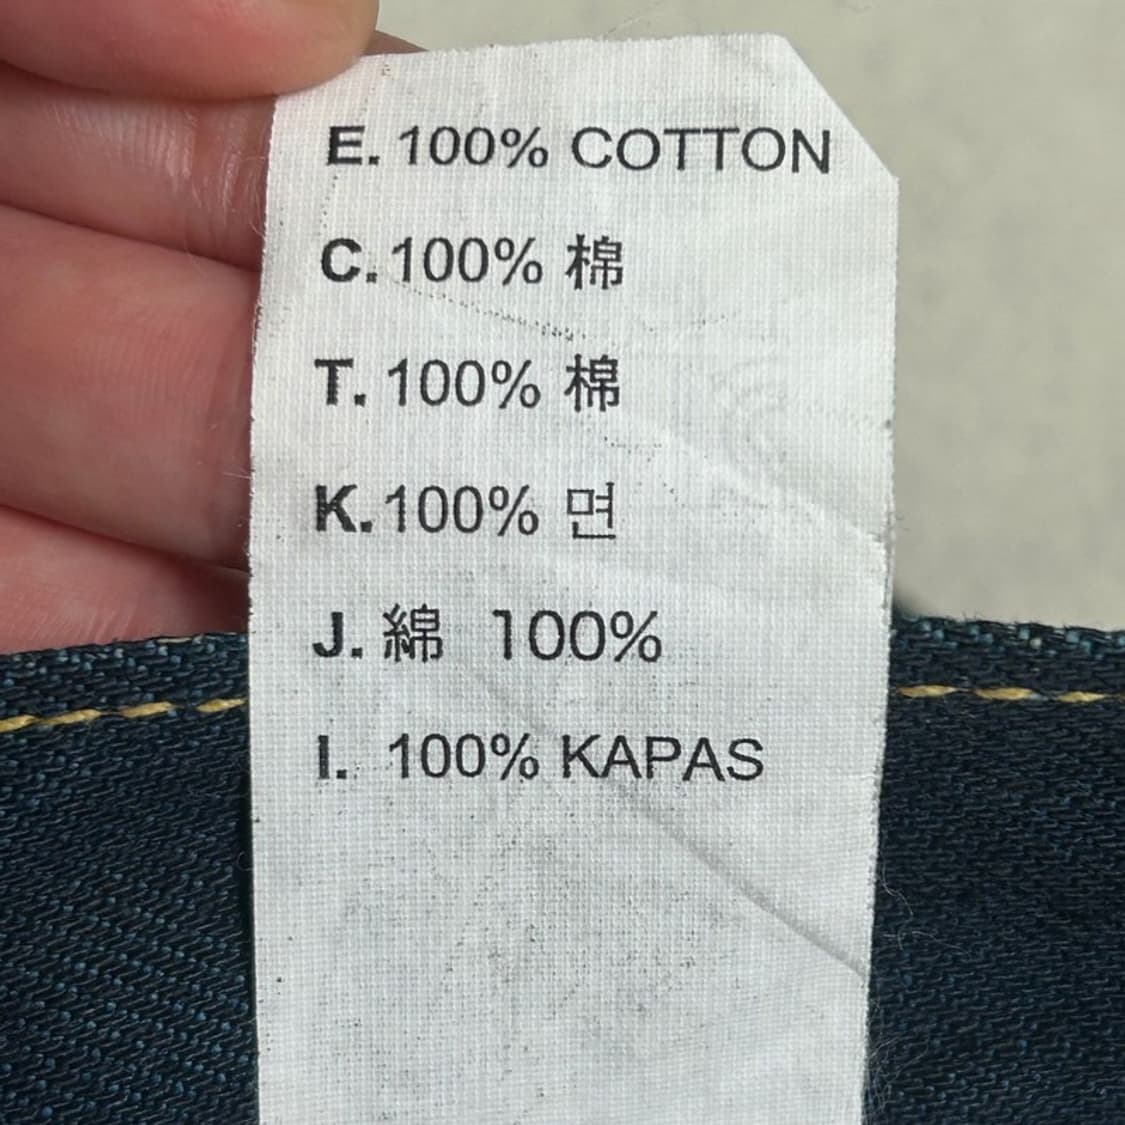 E. 100% COTTON
C. 100% 棉
T. 100% 棉
K. 100% 면
J. 綿 100%
I. 100% KAPAS